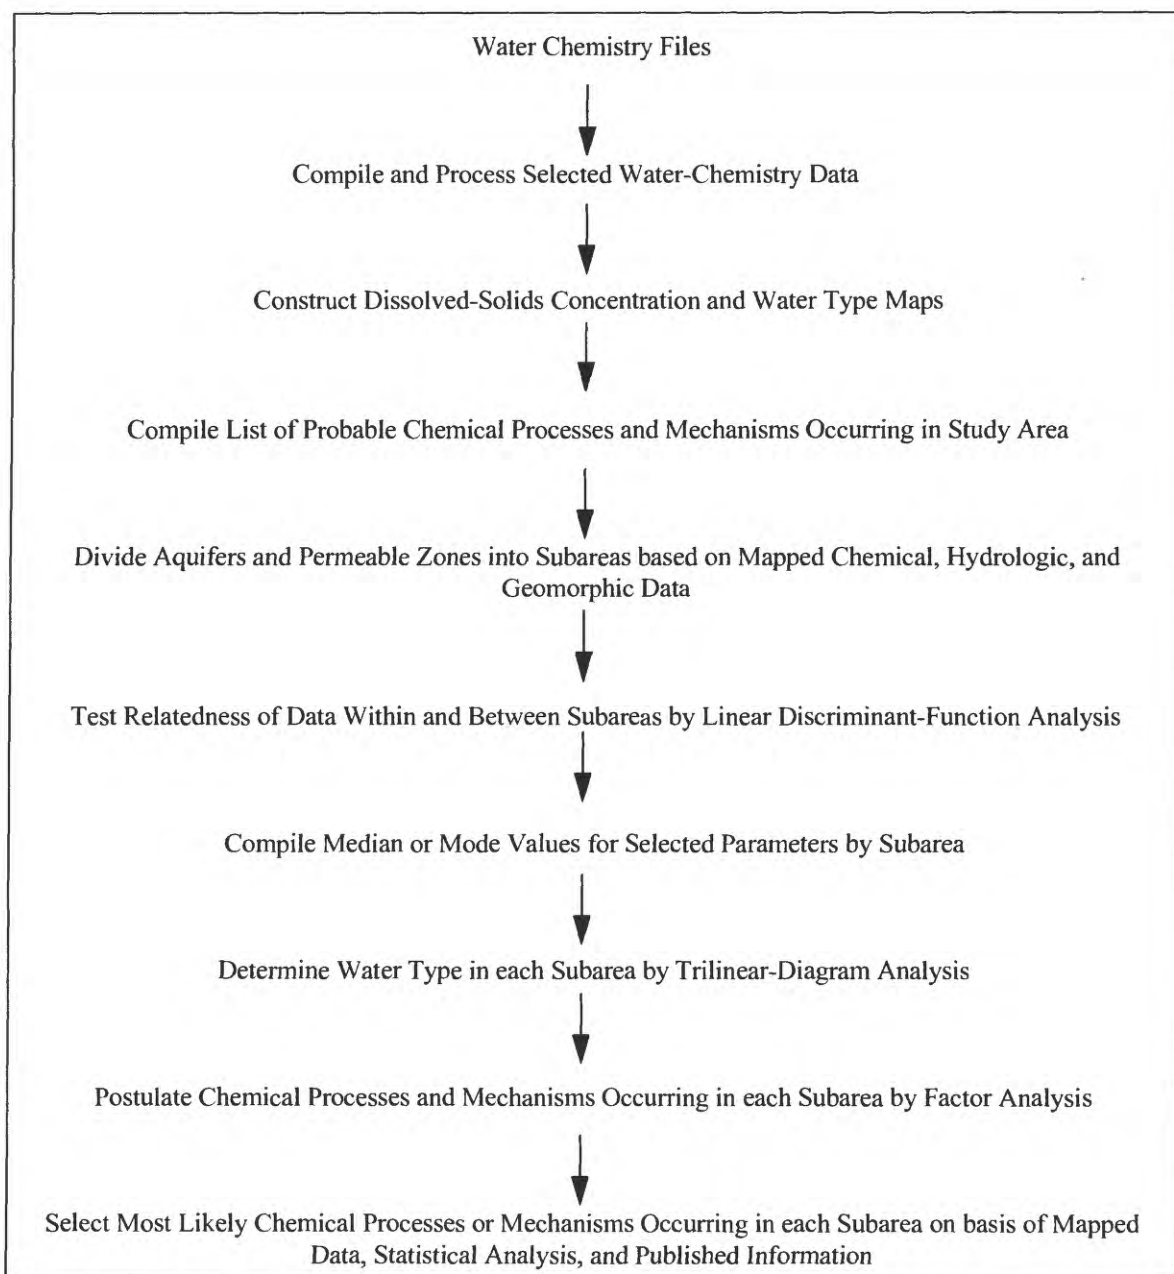 Water Chemistry Files
Compile and Process Selected Water-Chemistry Data
Construct Dissolved-Solids Concentration and Water Type Maps
Compile List of Probable Chemical Processes and Mechanisms Occurring in Study Area
Divide Aquifers and Permeable Zones into Subareas based on Mapped Chemical, Hydrologic, and
Geomorphic Data
Test Relatedness of Data Within and Between Subareas by Linear Discriminant-Function Analysis
Compile Median or Mode Values for Selected Parameters by Subarea
Determine Water Type in each Subarea by Trilinear-Diagram Analysis
Postulate Chemical Processes and Mechanisms Occurring in each Subarea by Factor Analysis
Select Most Likely Chemical Processes or Mechanisms Occurring in each Subarea on basis of Mapped
Data, Statistical Analysis, and Published Information